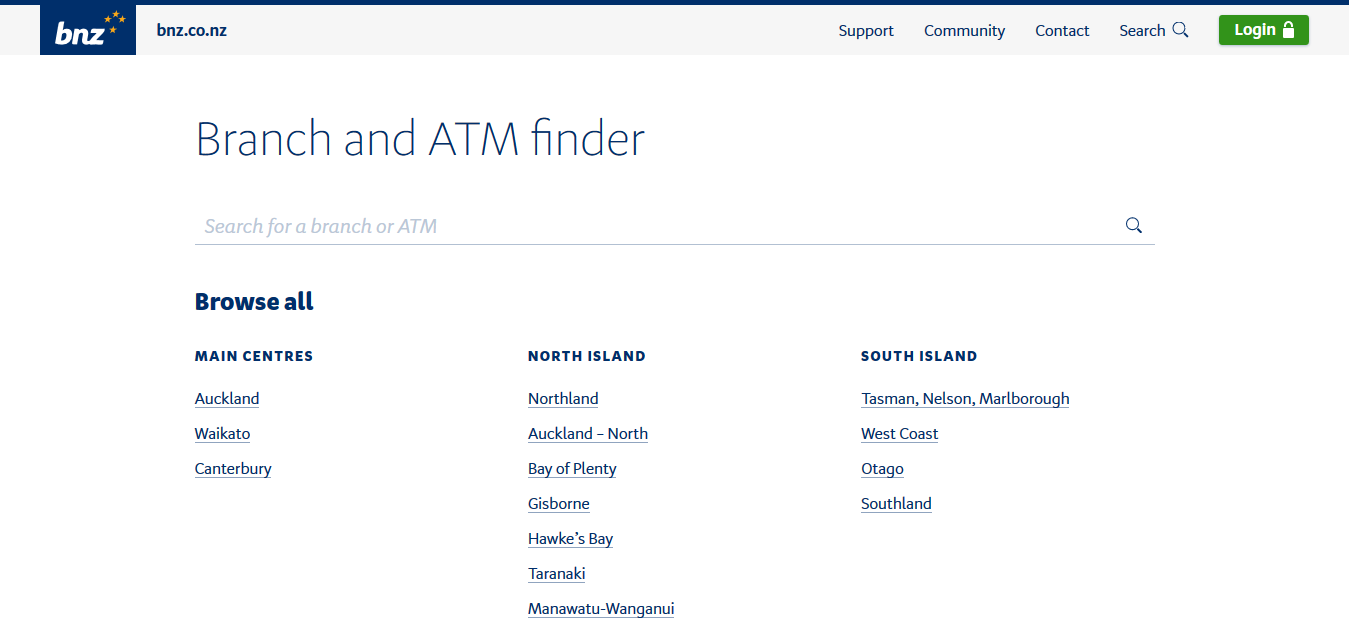 bnz
bnz.co.nz
Support
Community
Contact
Search
Login
Branch and ATM finder
Search for a branch or ATM
Browse all
MAIN CENTRES
Auckland
Waikato
Canterbury
NORTH ISLAND
Northland
Auckland – North
Bay of Plenty
Gisborne
Hawke’s Bay
Taranaki
Manawatu-Wanganui
SOUTH ISLAND
Tasman, Nelson, Marlborough
West Coast
Otago
Southland